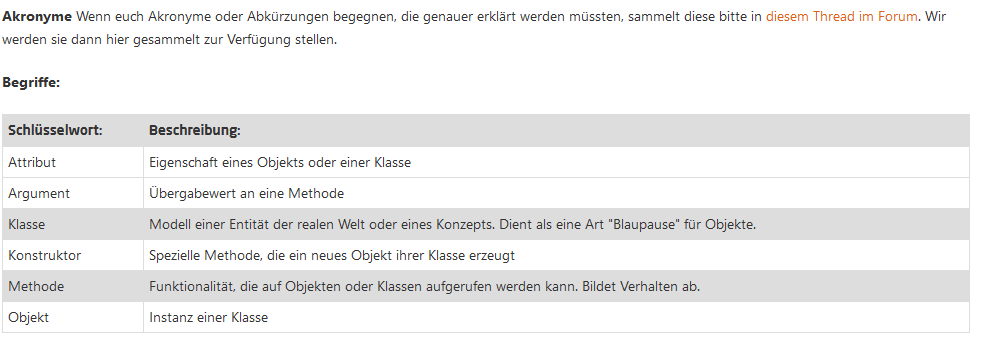 Akronyme Wenn euch Akronyme oder Abkürzungen begegnen, die genauer erklärt werden müssten, sammelt diese bitte in diesem Thread im Forum. Wir
werden sie dann hier gesammelt zur Verfügung stellen.
Begriffe:
Schlüsselwort: Beschreibung:
Attribut Eigenschaft eines Objekts oder einer Klasse
Argument Übergabewert an eine Methode
Klasse Modell einer Entität der realen Welt oder eines Konzepts. Dient als eine Art "Blaupause" für Objekte.
Konstruktor Spezielle Methode, die ein neues Objekt ihrer Klasse erzeugt
Methode Funktionalität, die auf Objekten oder Klassen aufgerufen werden kann. Bildet Verhalten ab.
Objekt Instanz einer Klasse